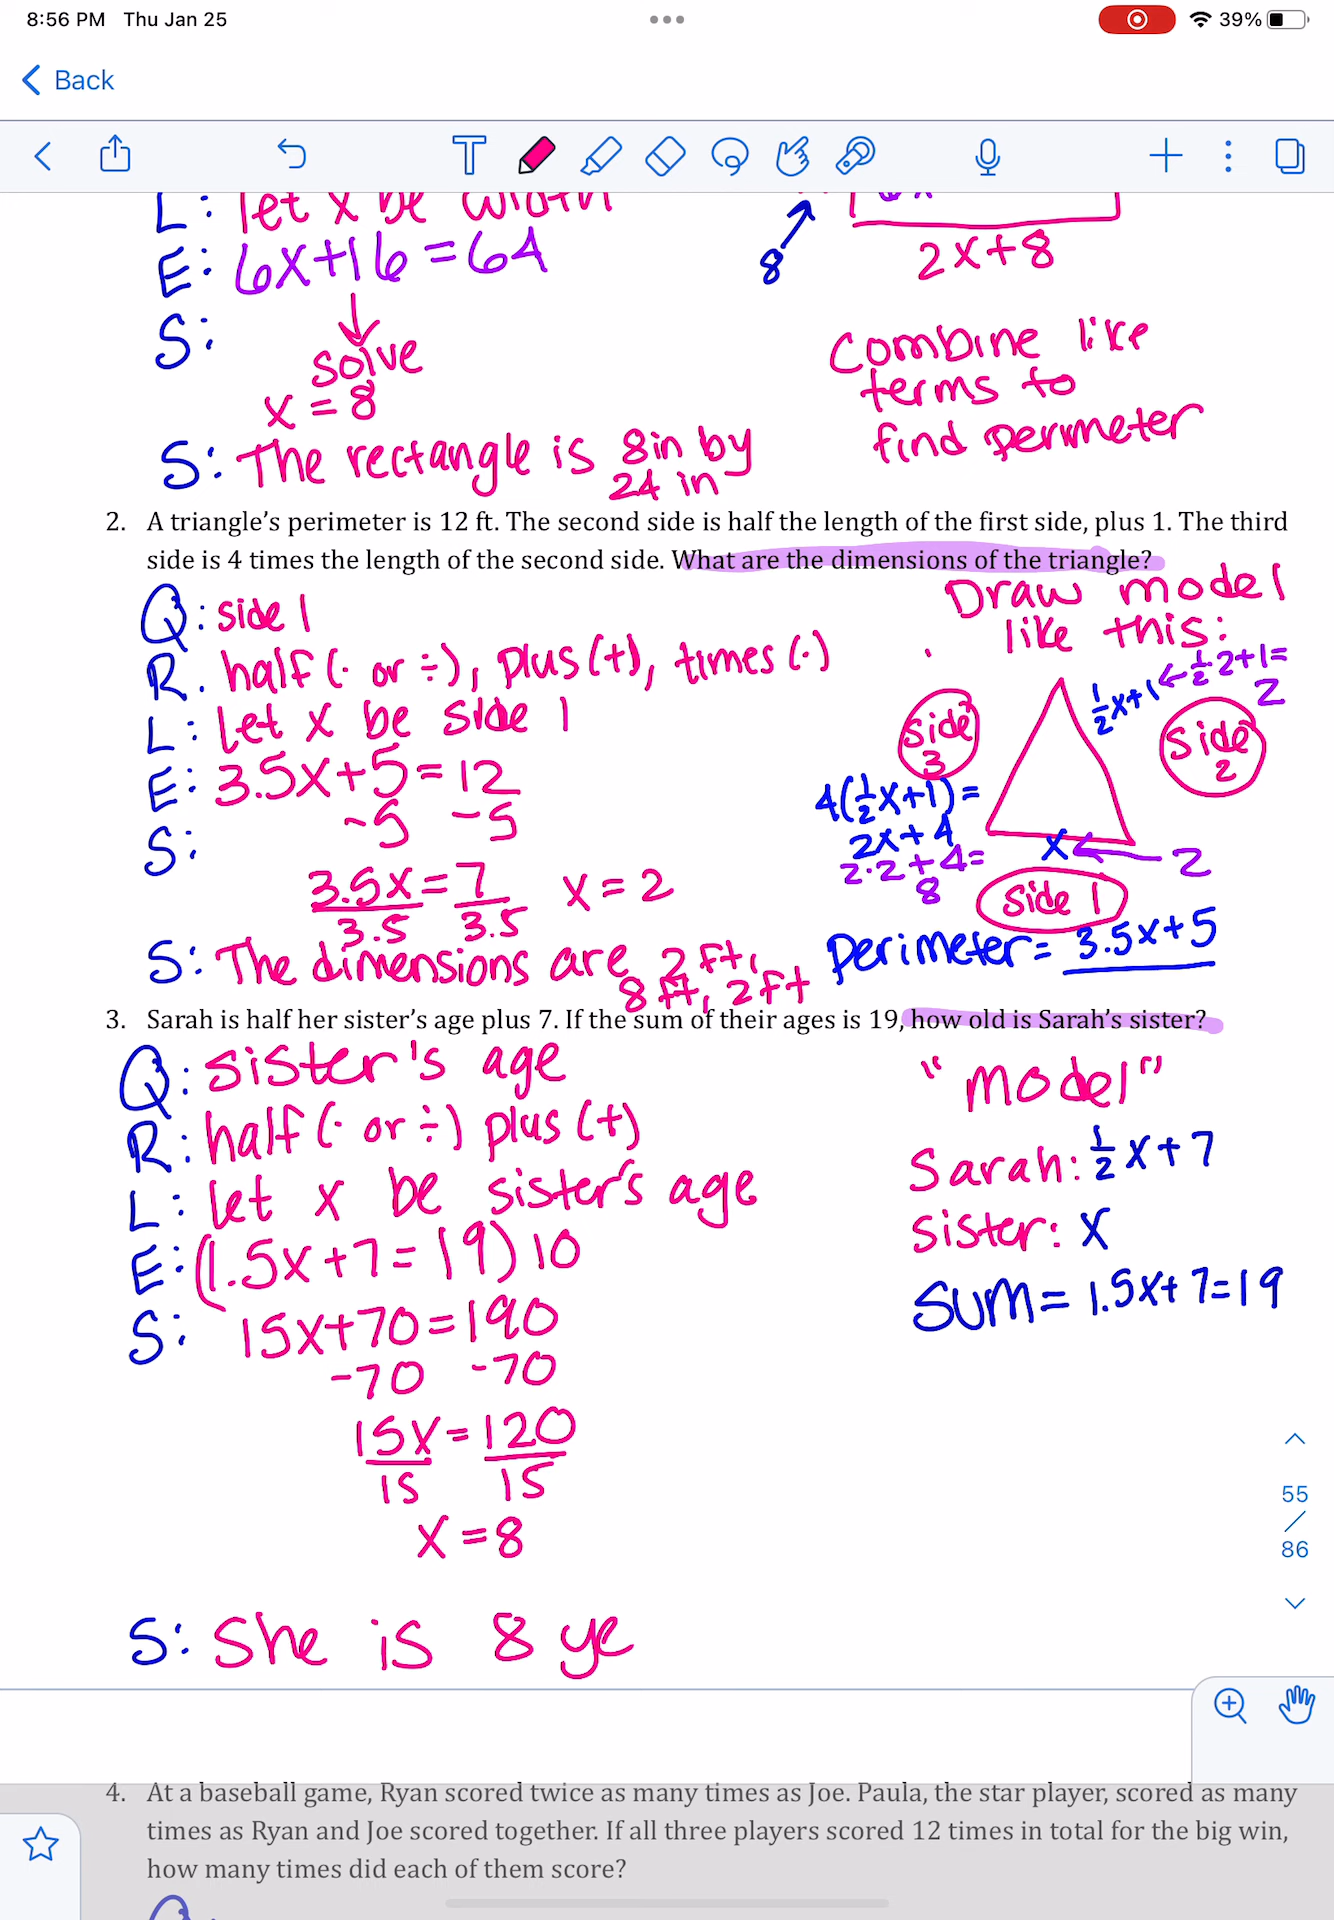 8:56 PM Thu Jan 25
39%
Back
L: let x be width
E: 6x+16=64
8
2x+8
S:
solve
x=8
Combine like
terms to
find perimeter
S: The rectangle is 8in by
24 in
2. A triangle's perimeter is 12 ft. The second side is half the length of the first side, plus 1. The third
side is 4 times the length of the second side. What are the dimensions of the triangle?
Draw model
like this:
Q: side 1
R. half (· or ÷), plus (+), times (·)
L: let x be side 1
E: 3.5x+5=12
-5 -5
S:
3.5x=7 x=2
3.5 3.5
½x+1 ← ½2+1=
2
side
3
side
2
4(½x+1)=
2x+4
2·2+4=
8
x ← 2
side 1
perimeter= 3.5x+5
S: The dimensions are 2ft,
8ft, 2ft
3. Sarah is half her sister's age plus 7. If the sum of their ages is 19, how old is Sarah's sister?
Q: sister's age
R: half (· or ÷) plus (+)
L: let x be sister's age
E: (1.5x+7=19)10
S: 15x+70=190
-70 -70
15x=120
15 15
x=8
"model"
Sarah: ½x+7
sister: x
sum= 1.5x+7=19
S: She is 8 ye
55
/
86
4. At a baseball game, Ryan scored twice as many times as Joe. Paula, the star player, scored as many
times as Ryan and Joe scored together. If all three players scored 12 times in total for the big win,
how many times did each of them score?